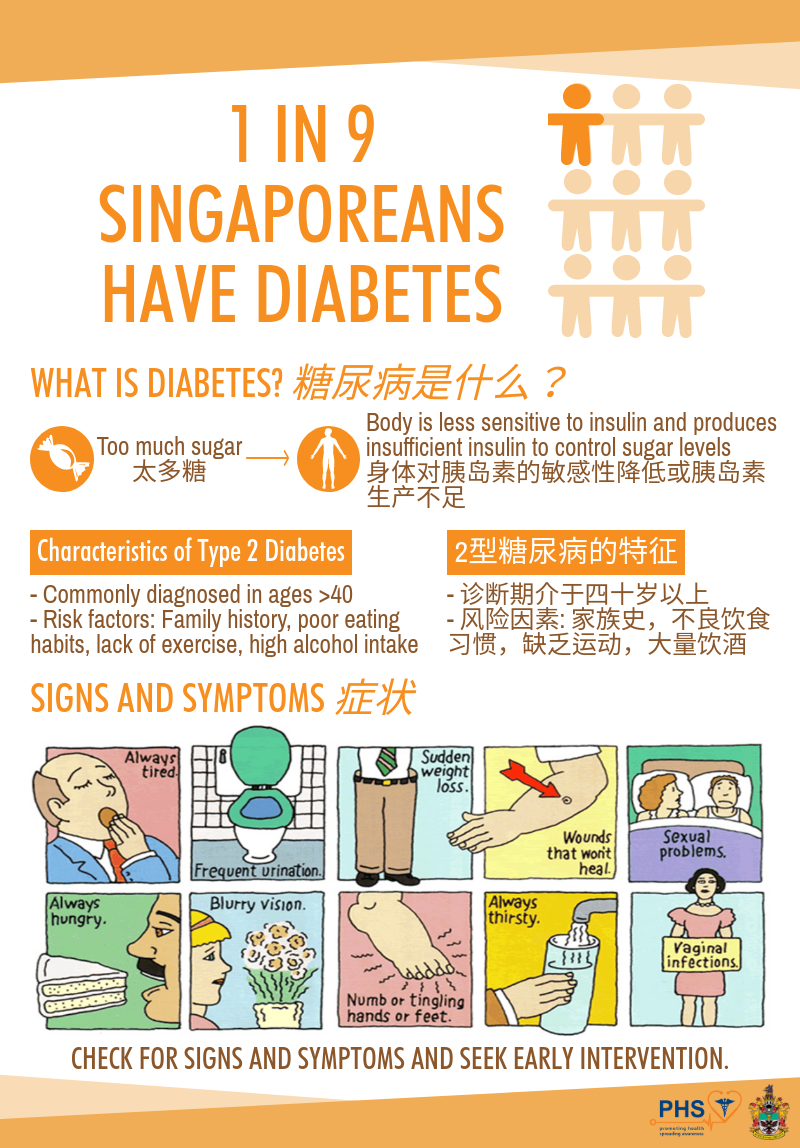 1 IN 9
SINGAPOREANS
HAVE DIABETES
WHAT IS DIABETES? 糖尿病是什么？
Too much sugar
太多糖
Body is less sensitive to insulin and produces
insufficient insulin to control sugar levels
身体对胰岛素的敏感性降低或胰岛素
生产不足
Characteristics of Type 2 Diabetes
- Commonly diagnosed in ages >40
- Risk factors: Family history, poor eating
habits, lack of exercise, high alcohol intake
2型糖尿病的特征
- 诊断期介于四十岁以上
- 风险因素: 家族史，不良饮食
习惯，缺乏运动，大量饮酒
SIGNS AND SYMPTOMS 症状
Always
tired.
Frequent urination.
Sudden
weight
loss.
Wounds
that won't
heal.
Sexual
problems.
Always
hungry.
Blurry vision.
Numb or tingling
hands or feet.
Always
thirsty.
Vaginal
infections.
CHECK FOR SIGNS AND SYMPTOMS AND SEEK EARLY INTERVENTION.
PHS
promoting health
spreading awareness